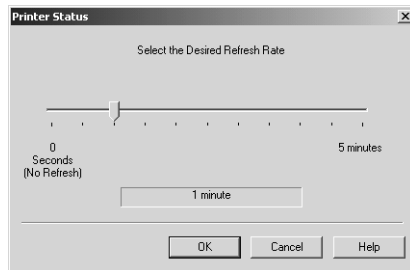 Printer Status
Select the Desired Refresh Rate
0
Seconds
(No Refresh)
5 minutes
1 minute
OK
Cancel
Help